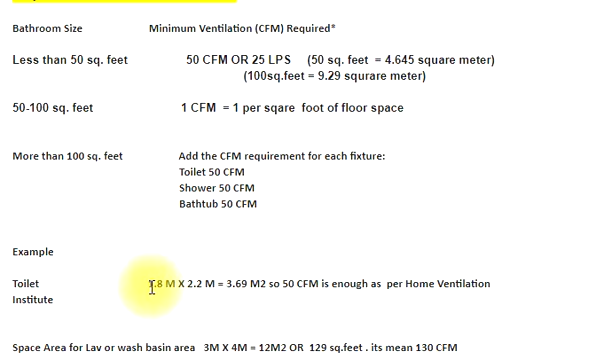 Bathroom Size Minimum Ventilation (CFM) Required*
Less than 50 sq. feet 50 CFM OR 25 LPS (50 sq. feet = 4.645 square meter)
(100sq.feet = 9.29 squrare meter)
50-100 sq. feet 1 CFM = 1 per sqare foot of floor space
More than 100 sq. feet Add the CFM requirement for each fixture:
Toilet 50 CFM
Shower 50 CFM
Bathtub 50 CFM
Example
Toilet 1.8 M X 2.2 M = 3.69 M2 so 50 CFM is enough as per Home Ventilation
Institute
Space Area for Lav or wash basin area 3M X 4M = 12M2 OR 129 sq.feet . its mean 130 CFM